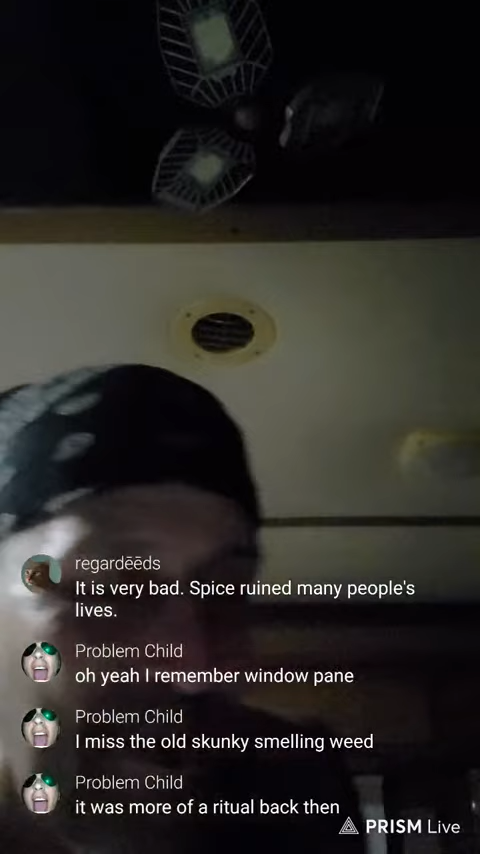 regardēēds
It is very bad. Spice ruined many people's
lives.
Problem Child
oh yeah I remember window pane
Problem Child
I miss the old skunky smelling weed
Problem Child
it was more of a ritual back then
PRISM Live